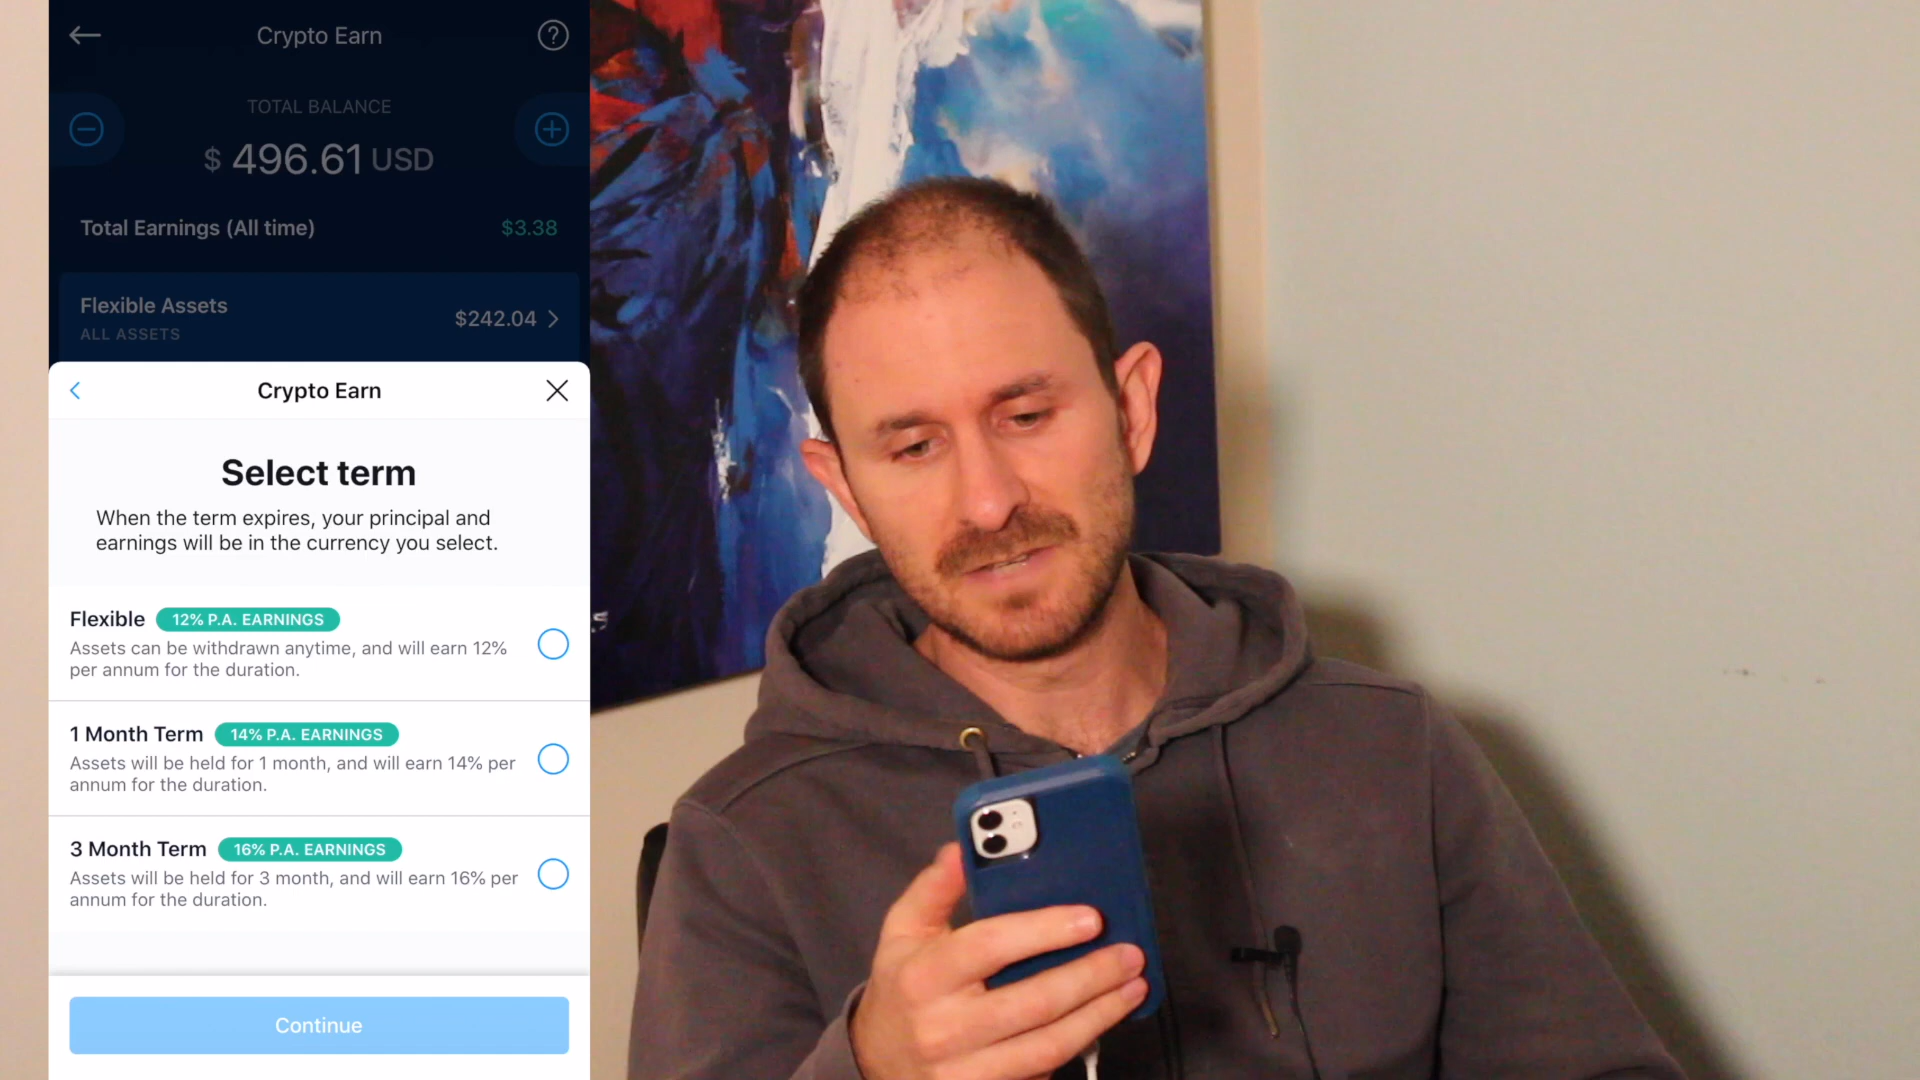 Crypto Earn
TOTAL BALANCE
$ 496.61 USD
Total Earnings (All time) $3.38
Flexible Assets
$242.04
ALL ASSETS
Crypto Earn
Select term
When the term expires, your principal and
earnings will be in the currency you select.
Flexible 12% P.A. EARNINGS
Assets can be withdrawn anytime, and will earn 12%
per annum for the duration.
1 Month Term 14% P.A. EARNINGS
Assets will be held for 1 month, and will earn 14% per
annum for the duration.
3 Month Term 16% P.A. EARNINGS
Assets will be held for 3 month, and will earn 16% per
annum for the duration.
Continue